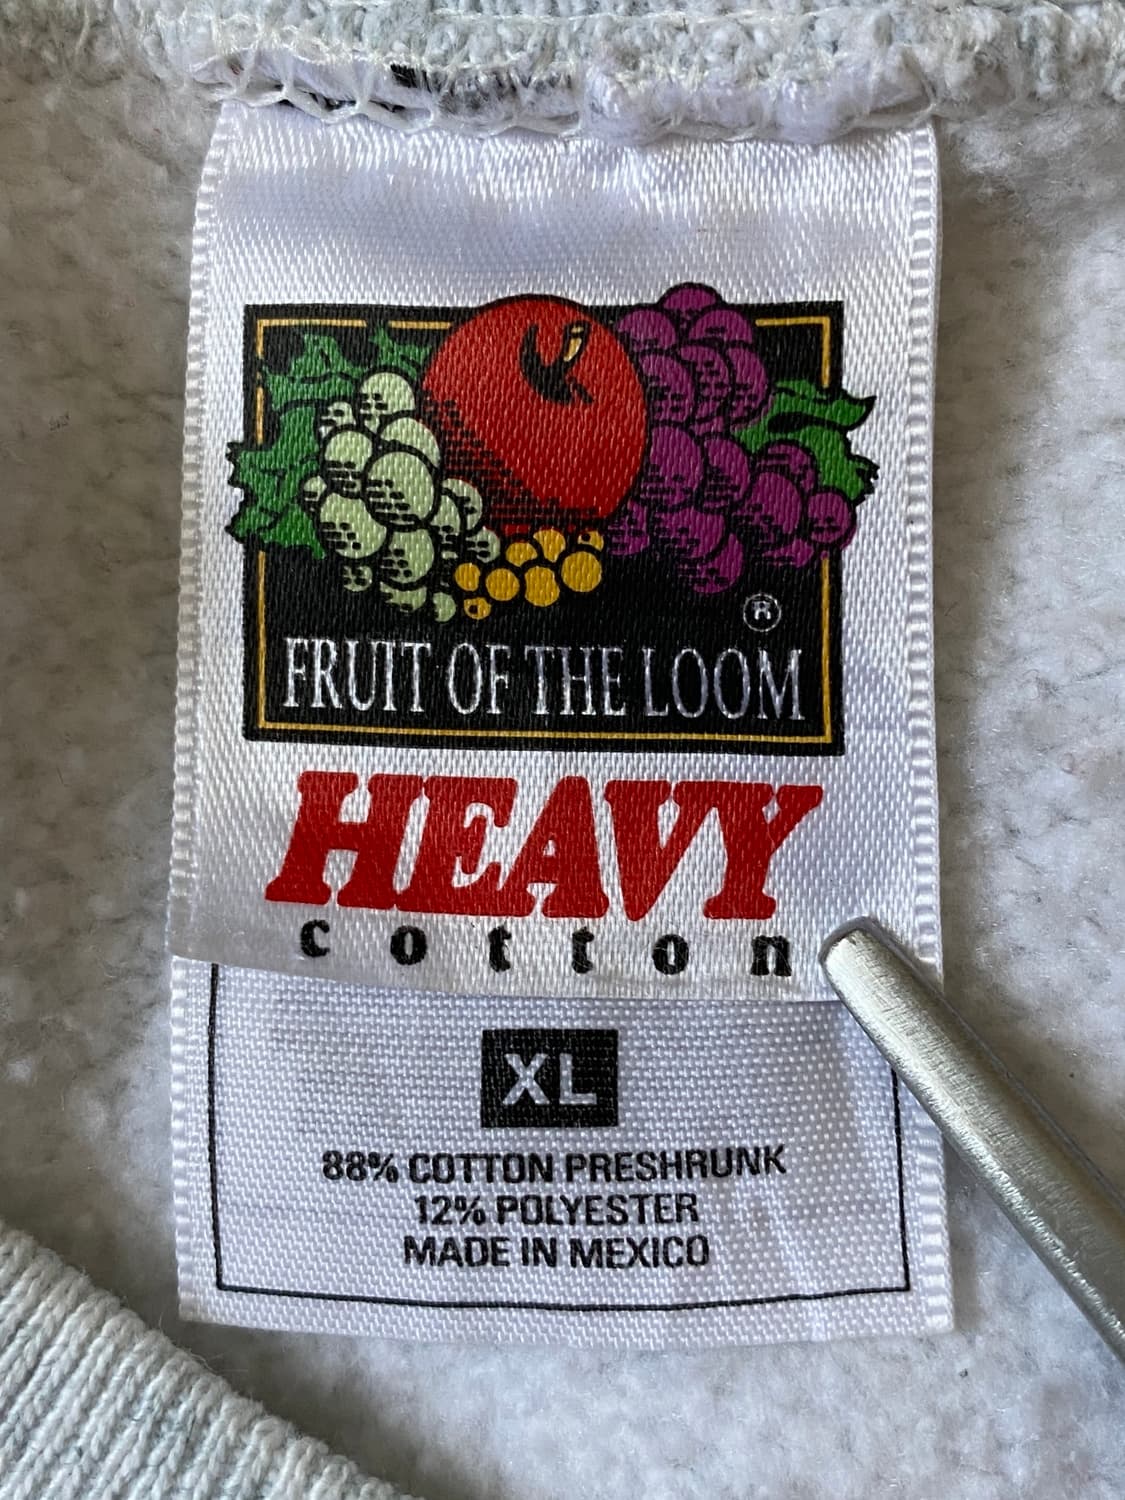 ®
FRUIT OF THE LOOM
HEAVY
cotton
XL
88% COTTON PRESHRUNK
12% POLYESTER
MADE IN MEXICO